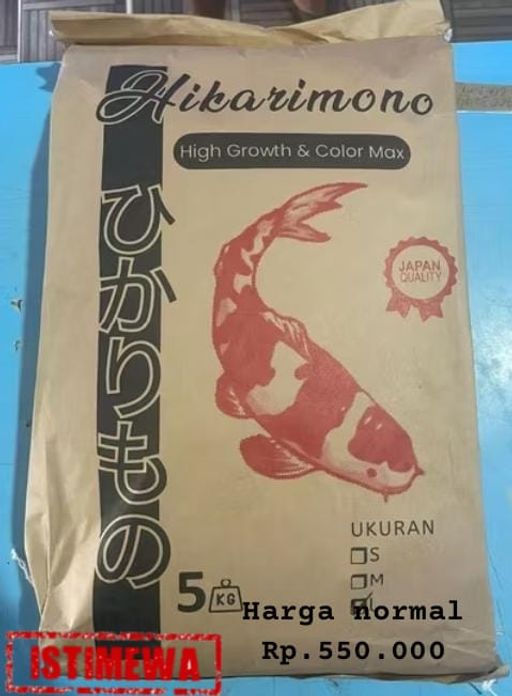 Hikarimono
High Growth & Color Max
ひかりもの
JAPAN
QUALITY
UKURAN
S
M
5 KG
Harga normal
Rp.550.000
ISTIMEWA